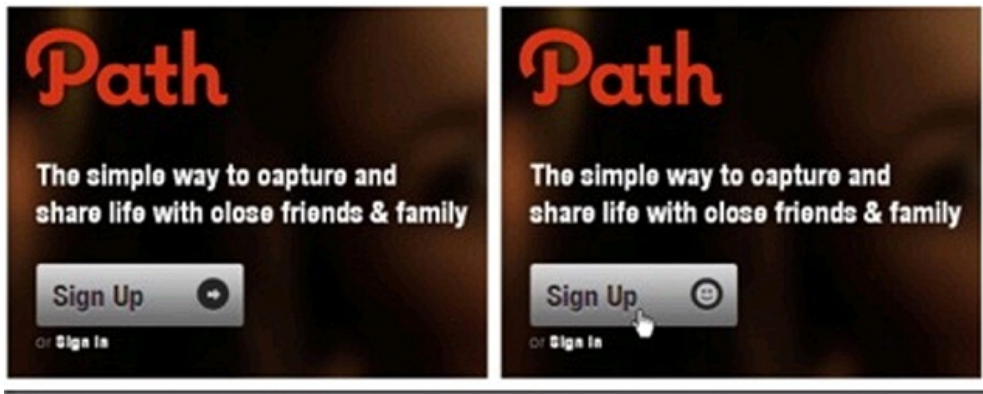 Path
The simple way to capture and
share life with close friends & family
Sign Up
or Sign In
Path
The simple way to capture and
share life with close friends & family
Sign Up
or Sign In